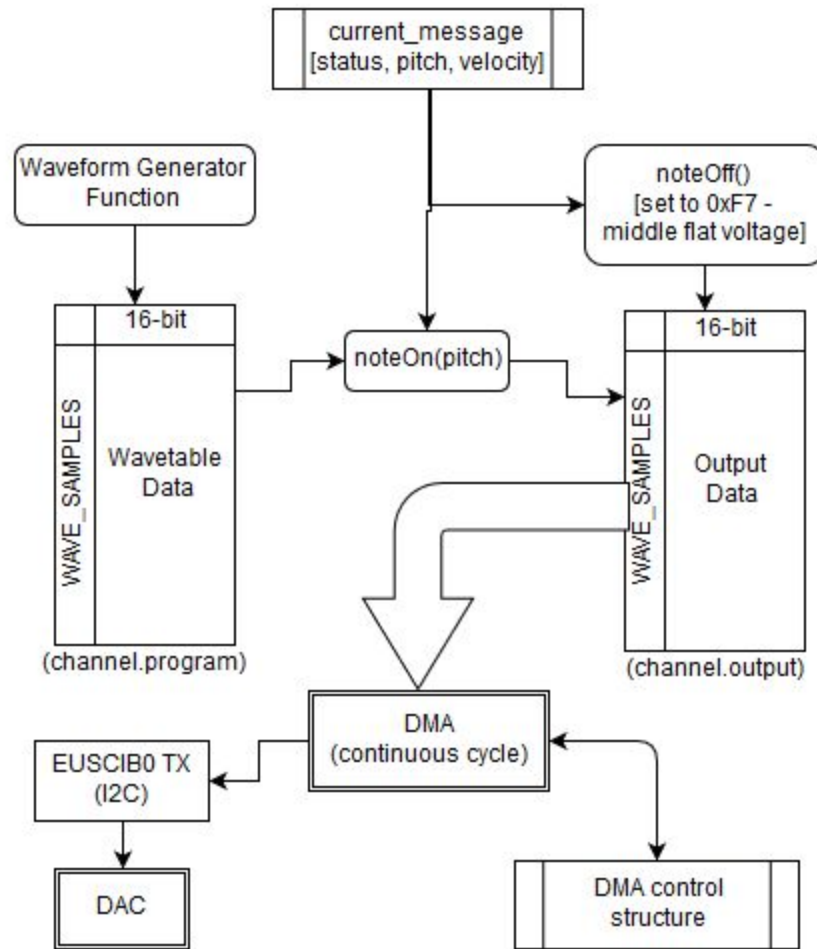 current_message
[status, pitch, velocity]
Waveform Generator
Function
noteOff()
[set to 0xF7 -
middle flat voltage]
16-bit
WAVE_SAMPLES
Wavetable
Data
(channel.program)
noteOn(pitch)
16-bit
WAVE_SAMPLES
Output
Data
(channel.output)
DMA
(continuous cycle)
EUSCIB0 TX
(I2C)
DAC
DMA control
structure